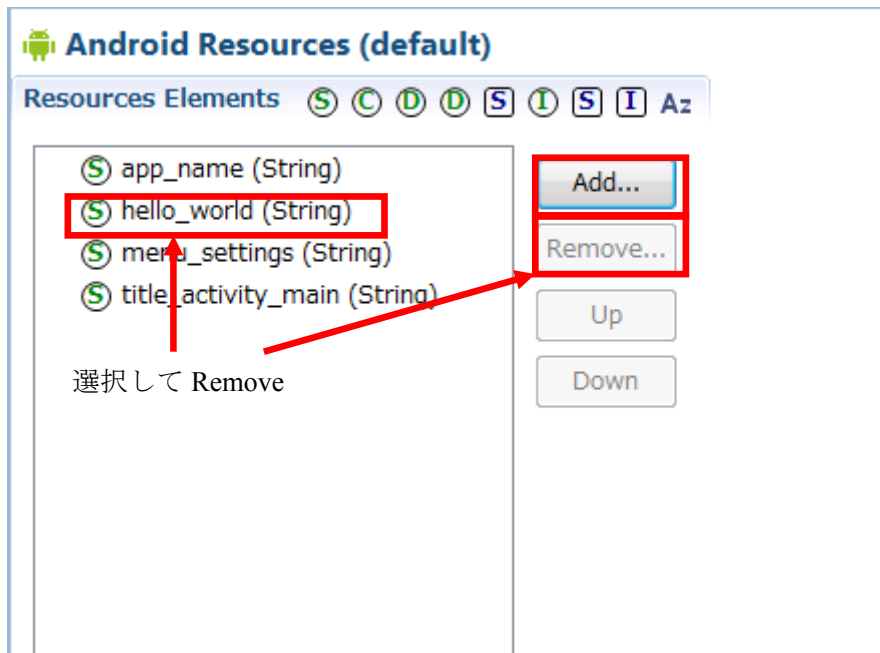 Android Resources (default)
Resources Elements S C D D S I S I Az
S app_name (String)
S hello_world (String)
S menu_settings (String)
S title_activity_main (String)
Add...
Remove...
Up
Down
選択して Remove